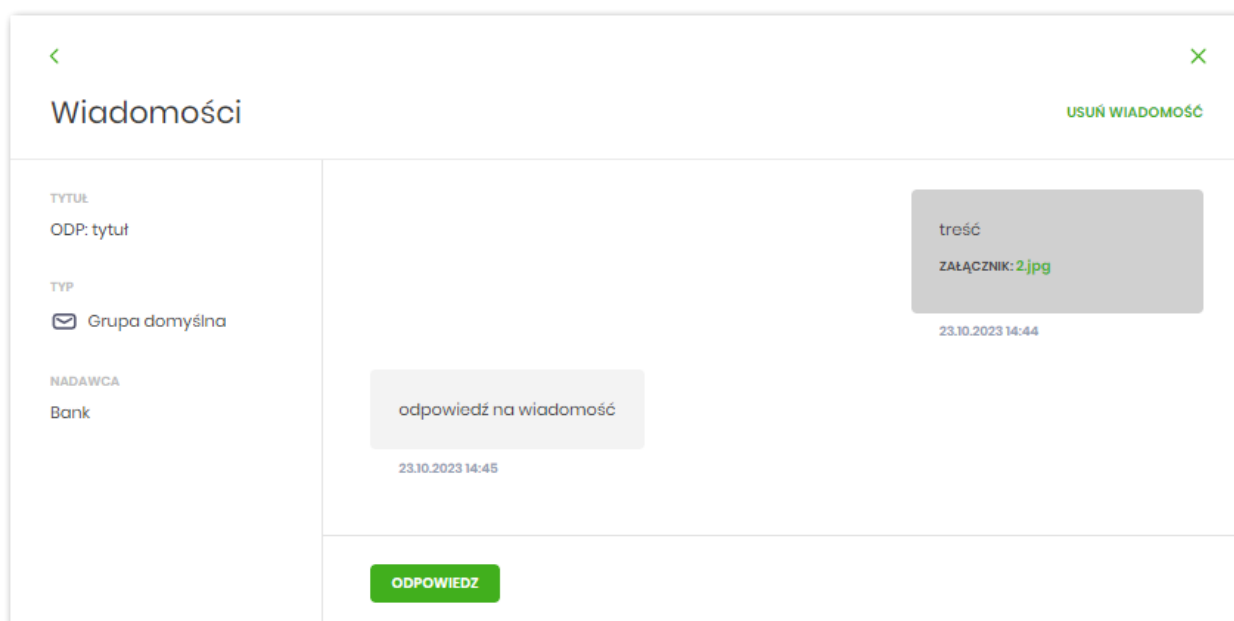 Wiadomości
USUŃ WIADOMOŚĆ
TYTUŁ
ODP: tytuł
TYP
Grupa domyślna
NADAWCA
Bank
treść
ZAŁĄCZNIK: 2.jpg
23.10.2023 14:44
odpowiedź na wiadomość
23.10.2023 14:45
ODPOWIEDZ